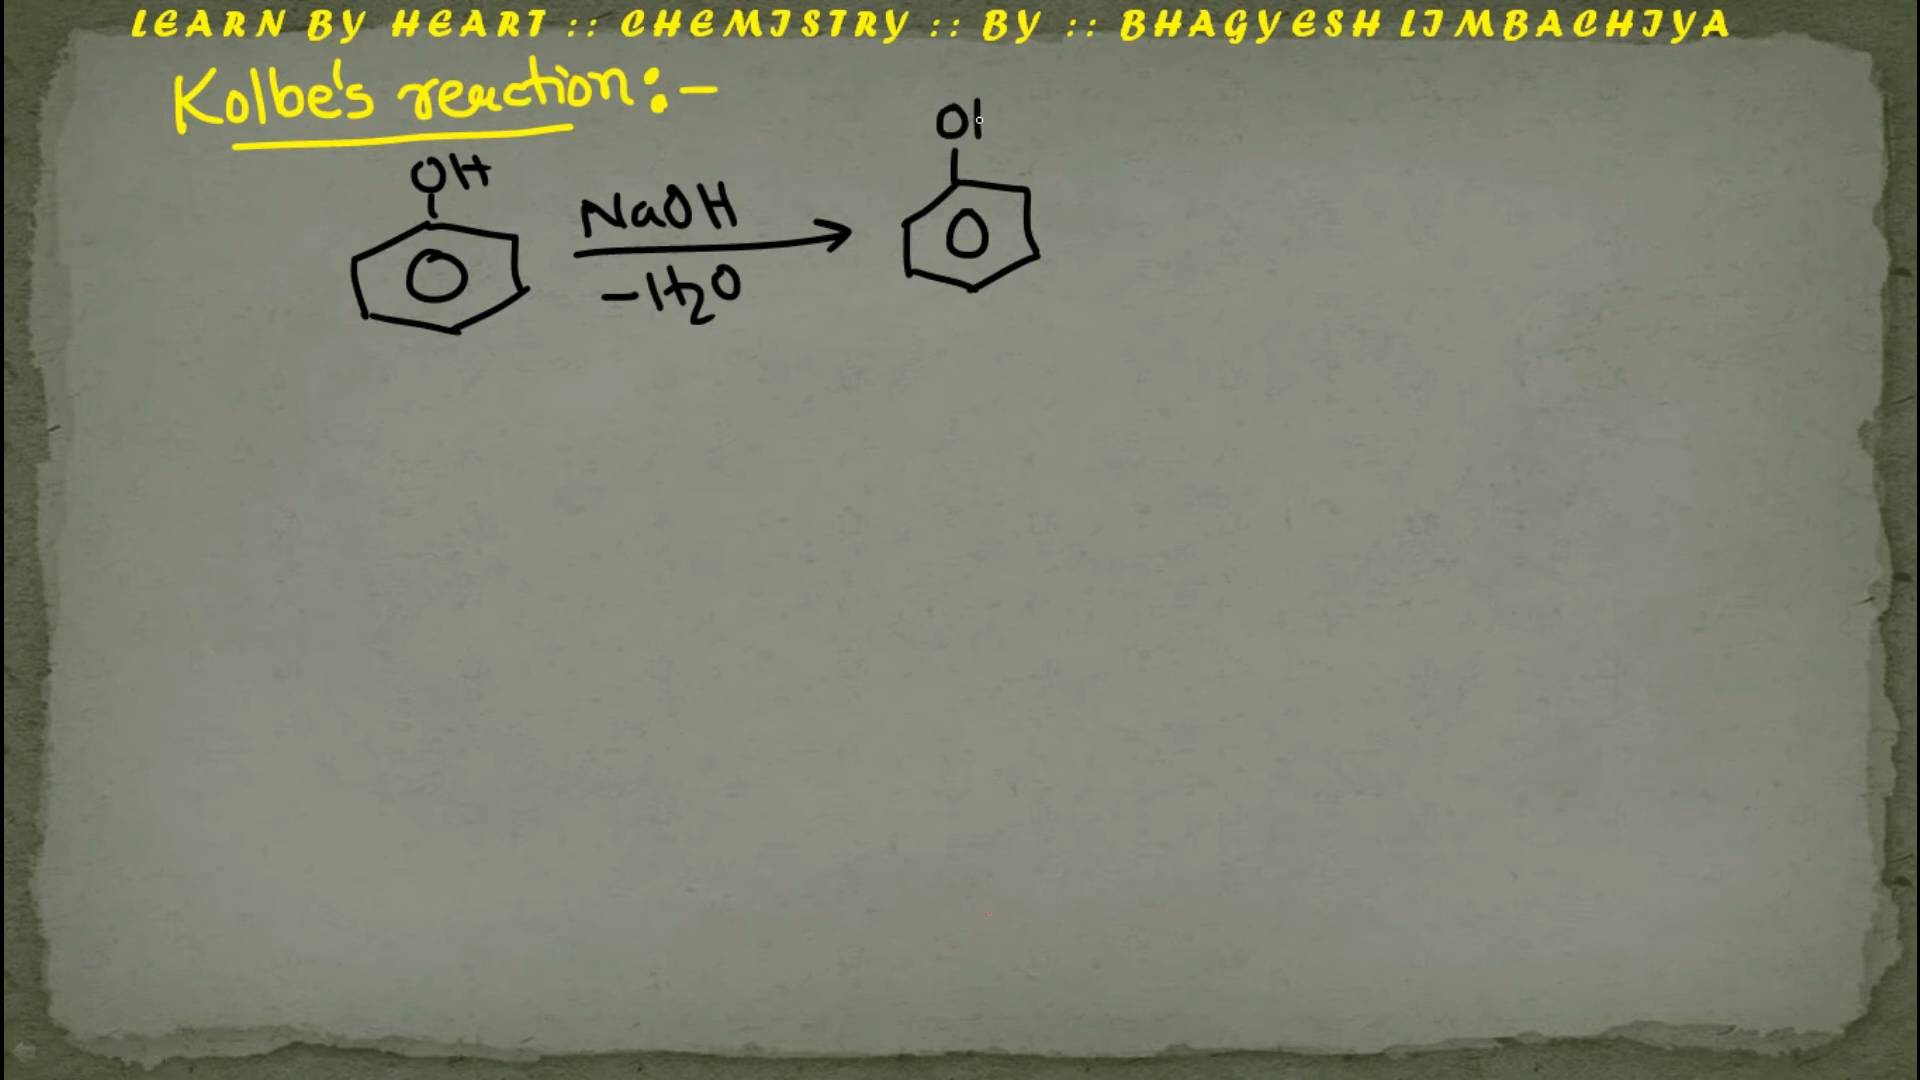 LEARN BY HEART :: CHEMISTRY :: BY :: BHAGYESH LIMBACHIYA
Kolbe's reaction:-
OH
NaOH
-H2O
O